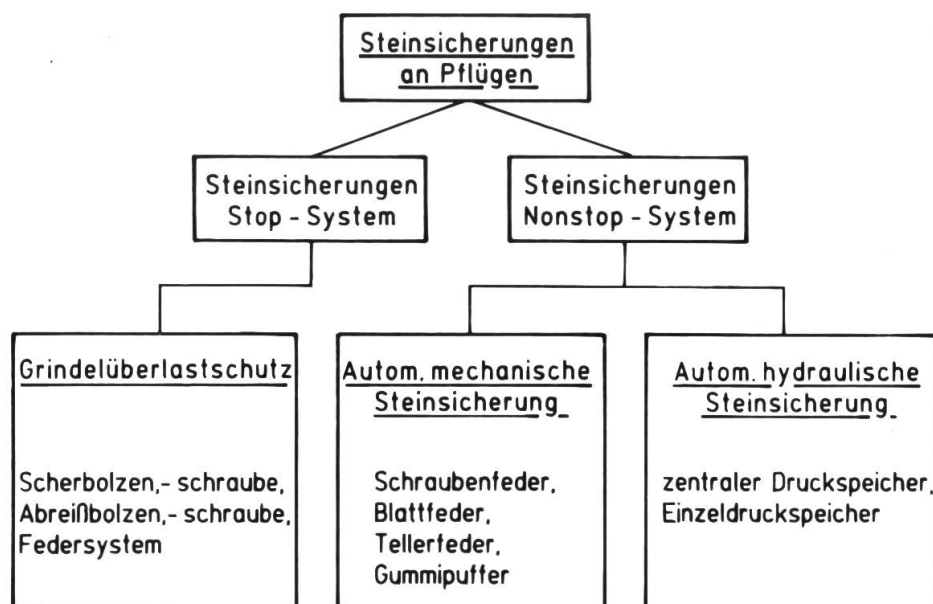 Steinsicherungen
an Pflügen
Steinsicherungen
Stop - System
Steinsicherungen
Nonstop - System
Grindelüberlastschutz
Scherbolzen,- schraube,
Abreißbolzen,- schraube,
Federsystem
Autom. mechanische
Steinsicherung
Schraubenfeder,
Blattfeder,
Tellerfeder,
Gummipuffer
Autom. hydraulische
Steinsicherung
zentraler Druckspeicher,
Einzeldruckspeicher